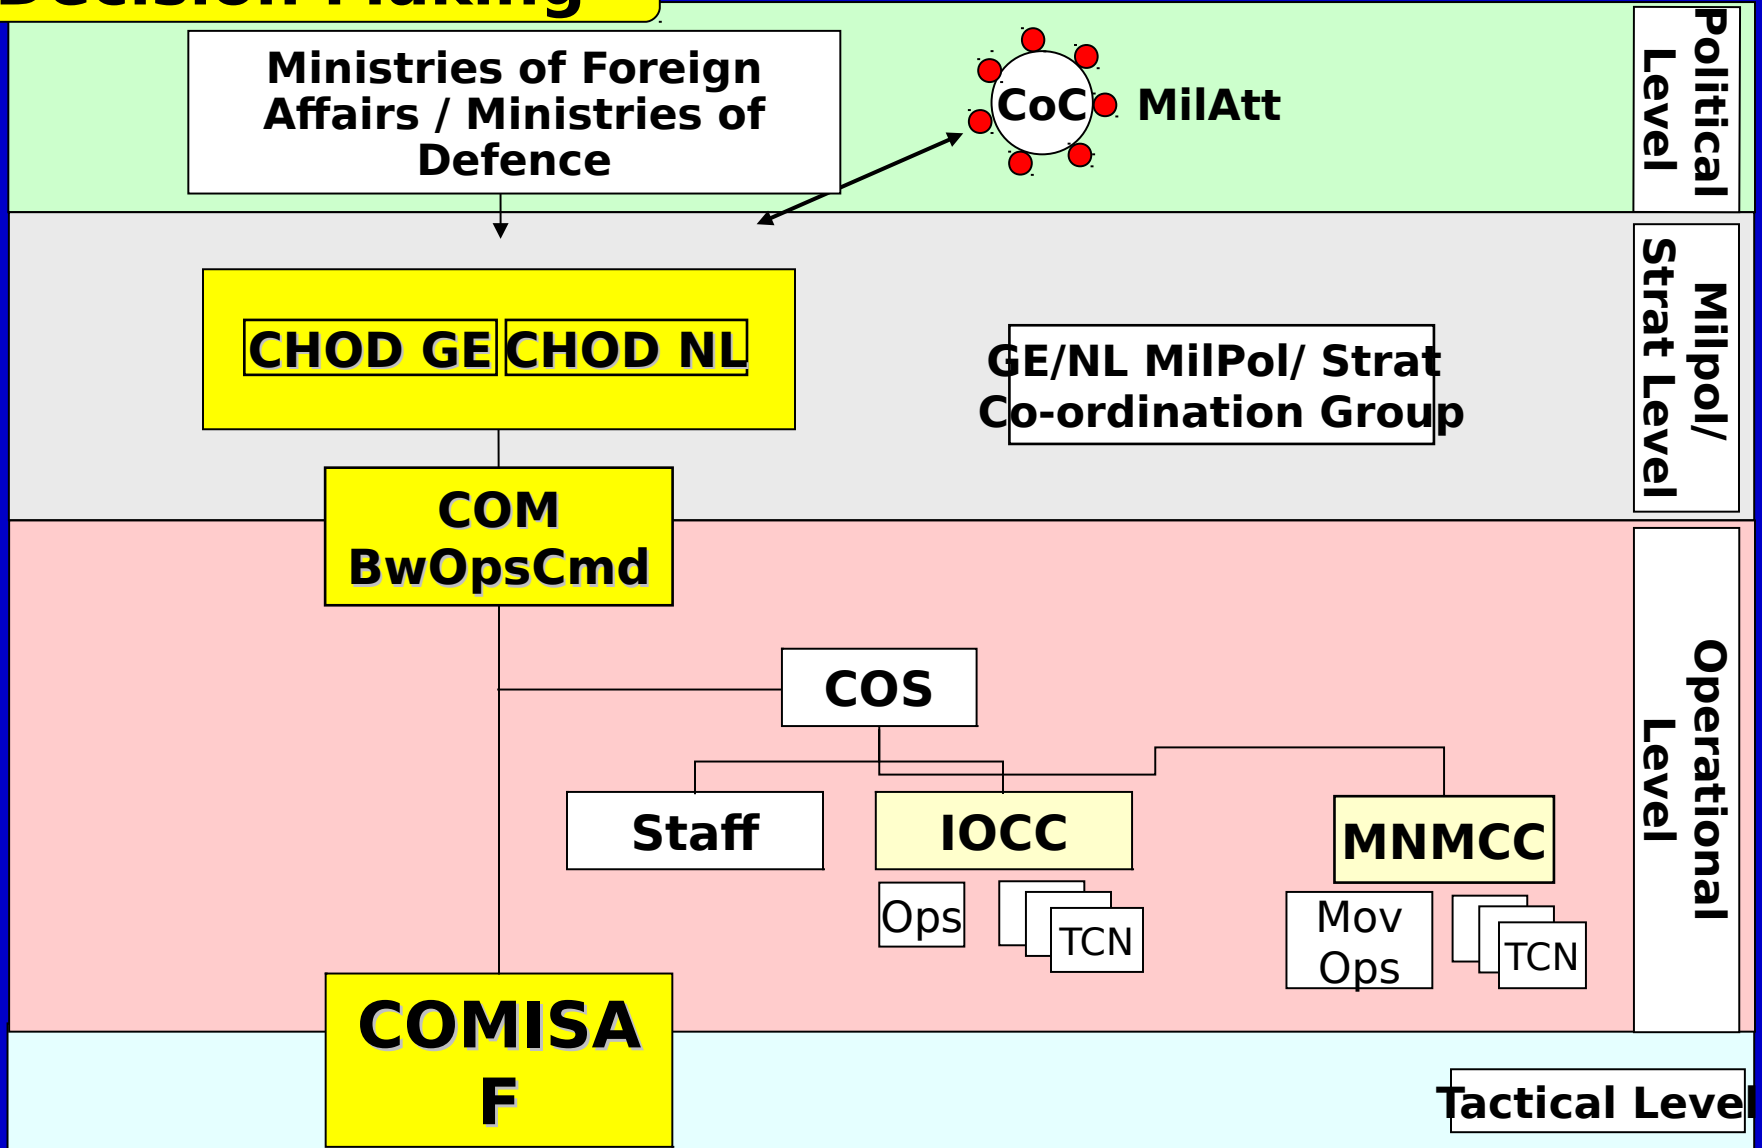 Decision Making
Ministries of Foreign
Affairs / Ministries of
Defence
CoC
MilAtt
Political
Level
CHOD GE
CHOD NL
GE/NL MilPol/ Strat
Co-ordination Group
Milpol/
Strat Level
COM
BwOpsCmd
COS
Staff
IOCC
MNMCC
Ops
TCN
Mov
Ops
TCN
Operational
Level
COMISA
F
Tactical Level